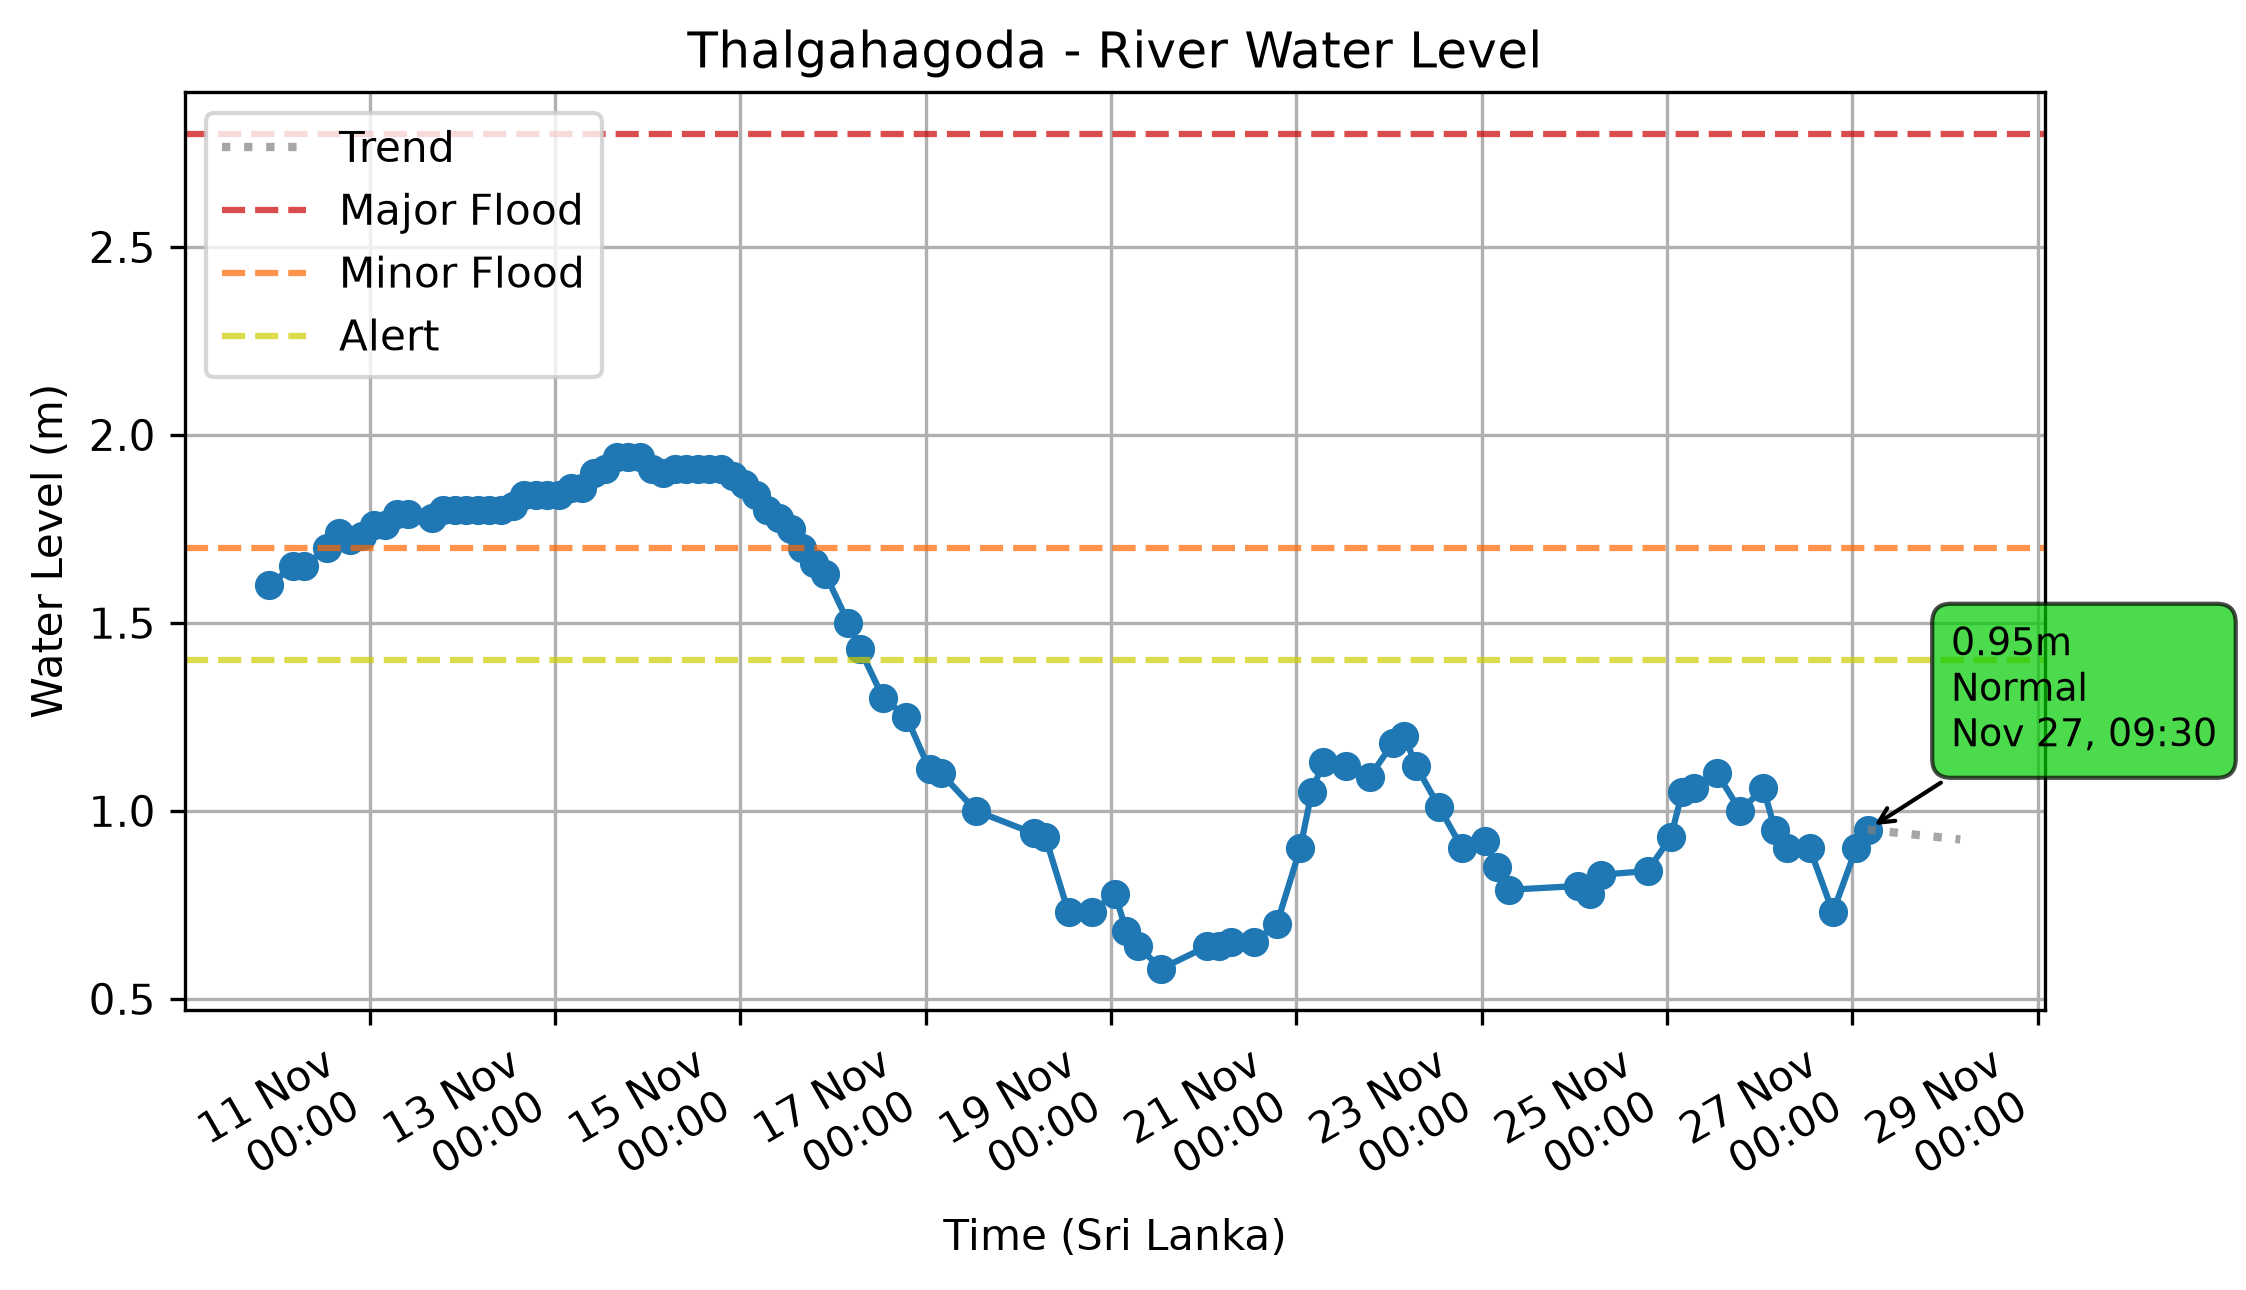 Thalgahagoda - River Water Level
Trend
Major Flood
Minor Flood
Alert
2.5
2.0
1.5
1.0
0.5
Water Level (m)
0.95m
Normal
Nov 27, 09:30
11 Nov
00:00
13 Nov
00:00
15 Nov
00:00
17 Nov
00:00
19 Nov
00:00
21 Nov
00:00
23 Nov
00:00
25 Nov
00:00
27 Nov
00:00
29 Nov
00:00
Time (Sri Lanka)